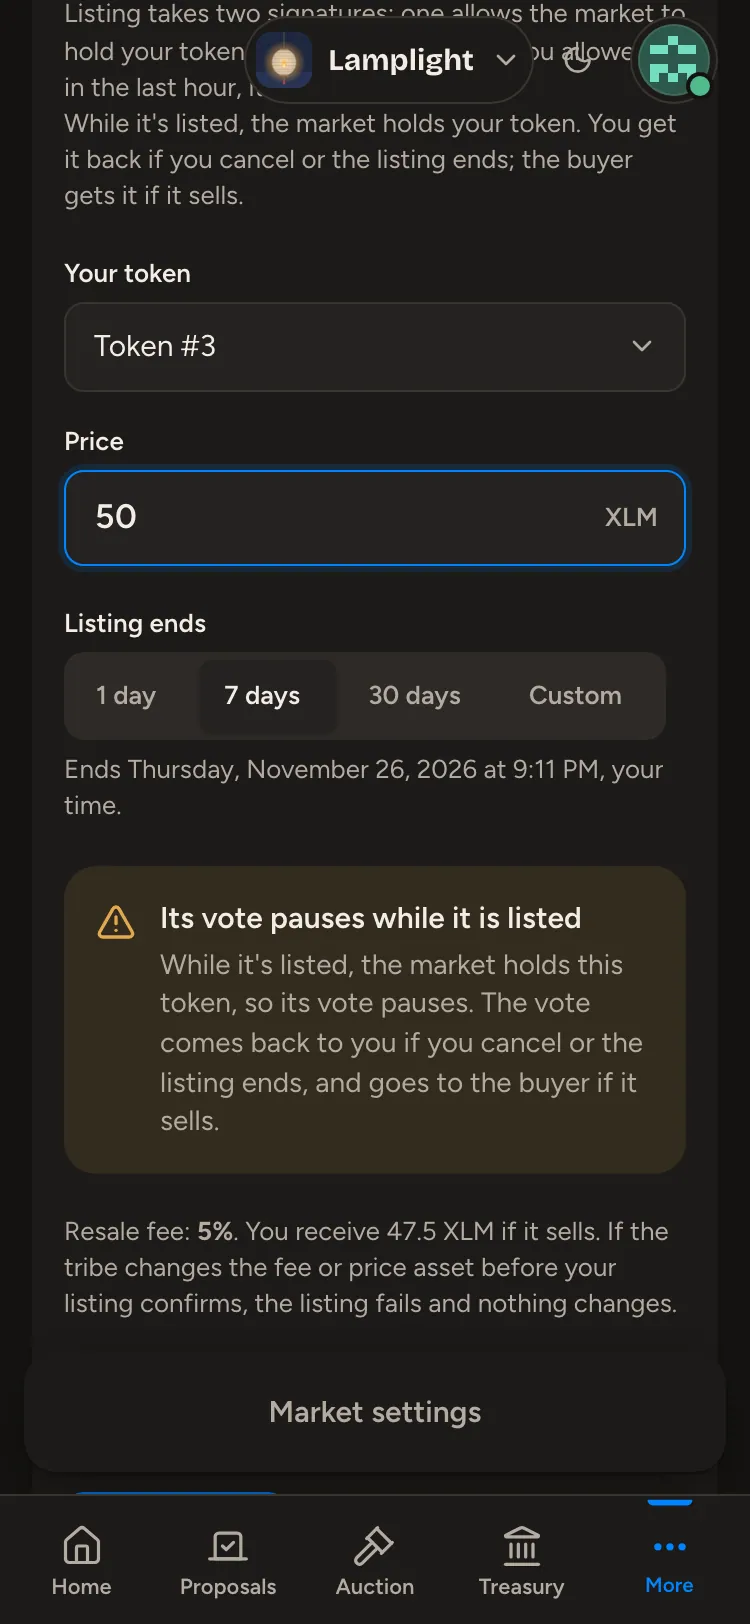 Listing takes two signatures: one allows the market to
hold your token
Lamplight
in the last hour,
While it's listed, the market holds your token. You get
it back if you cancel or the listing ends; the buyer
gets it if it sells.
Your token
Token #3
Price
50 XLM
Listing ends
1 day 7 days 30 days Custom
Ends Thursday, November 26, 2026 at 9:11 PM, your
time.
Its vote pauses while it is listed
While it's listed, the market holds this
token, so its vote pauses. The vote
comes back to you if you cancel or the
listing ends, and goes to the buyer if it
sells.
Resale fee: 5%. You receive 47.5 XLM if it sells. If the
tribe changes the fee or price asset before your
listing confirms, the listing fails and nothing changes.
Market settings
Home Proposals Auction Treasury More